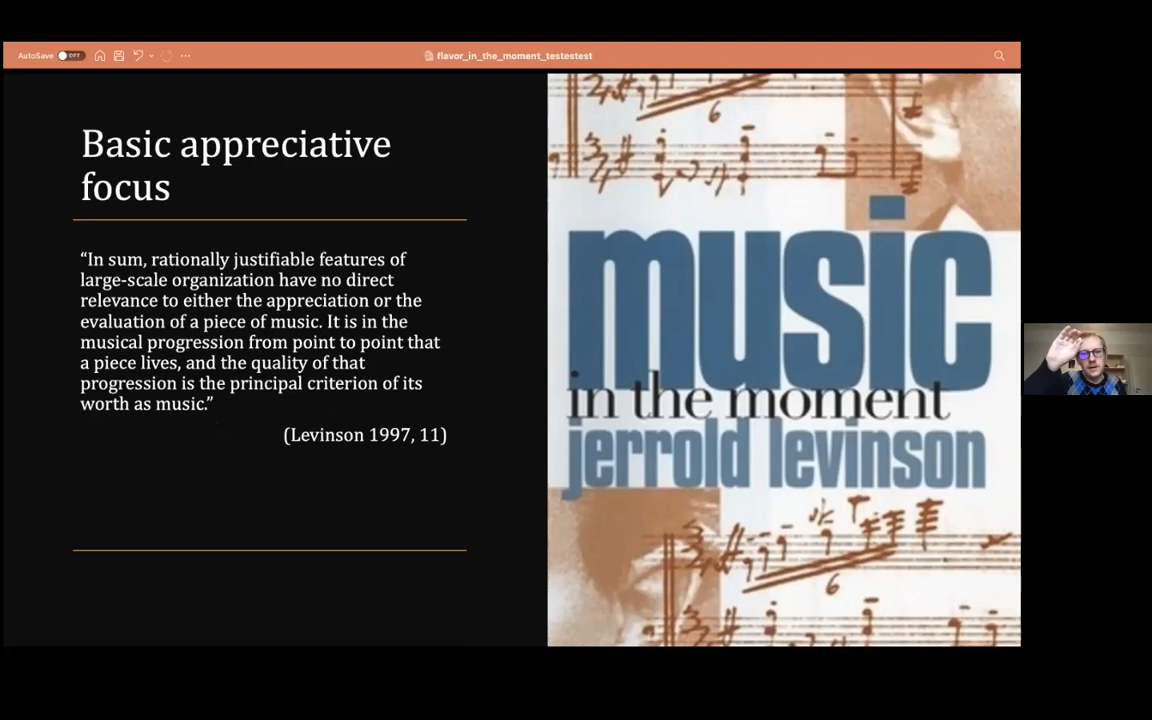 AutoSave OFF
flavor_in_the_moment_testestest
Basic appreciative
focus
“In sum, rationally justifiable features of
large-scale organization have no direct
relevance to either the appreciation or the
evaluation of a piece of music. It is in the
musical progression from point to point that
a piece lives, and the quality of that
progression is the principal criterion of its
worth as music.”
(Levinson 1997, 11)
6
music
in the moment
jerrold levinson
6